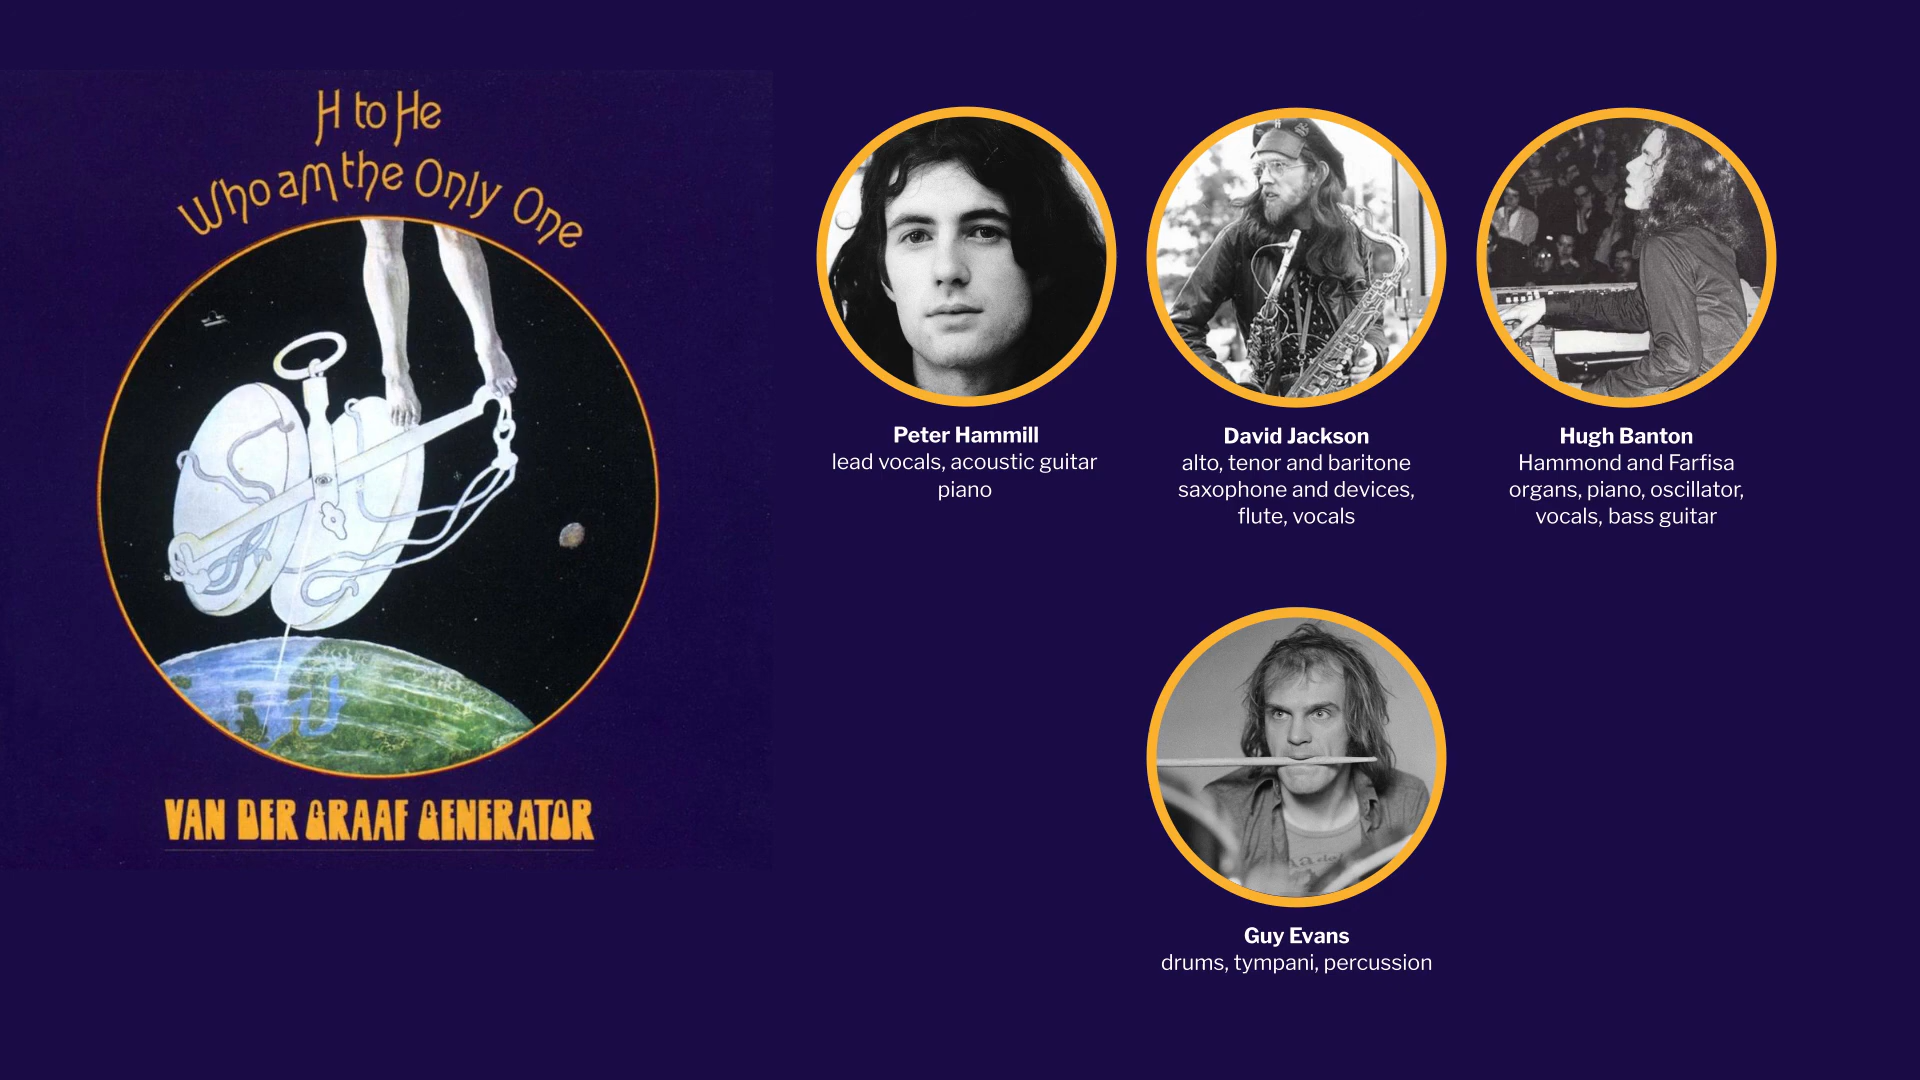 H to He
Who am the Only One
VAN DER GRAAF GENERATOR
Peter Hammill
lead vocals, acoustic guitar
piano
David Jackson
alto, tenor and baritone
saxophone and devices,
flute, vocals
Hugh Banton
Hammond and Farfisa
organs, piano, oscillator,
vocals, bass guitar
Guy Evans
drums, tympani, percussion